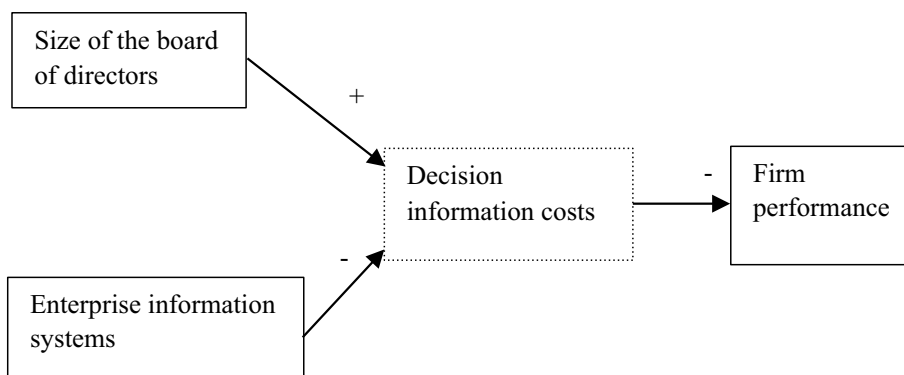 Size of the board
of directors
+
Decision
information costs
-
Firm
performance
-
Enterprise information
systems